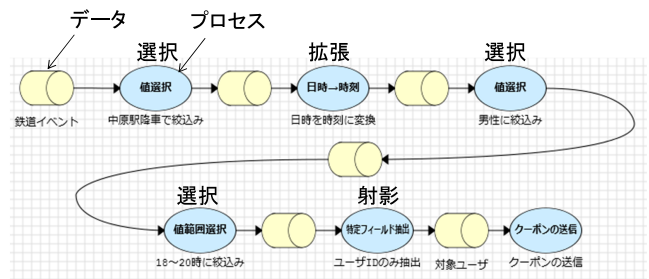 データ
プロセス
選択
拡張
選択
値選択
日時→時刻
値選択
鉄道イベント
中原駅降車で絞込み
日時を時刻に変換
男性に絞込み
選択
射影
値範囲選択
特定フィールド抽出
クーポンの送信
18～20時に絞込み
ユーザIDのみ抽出
対象ユーザ
クーポンの送信